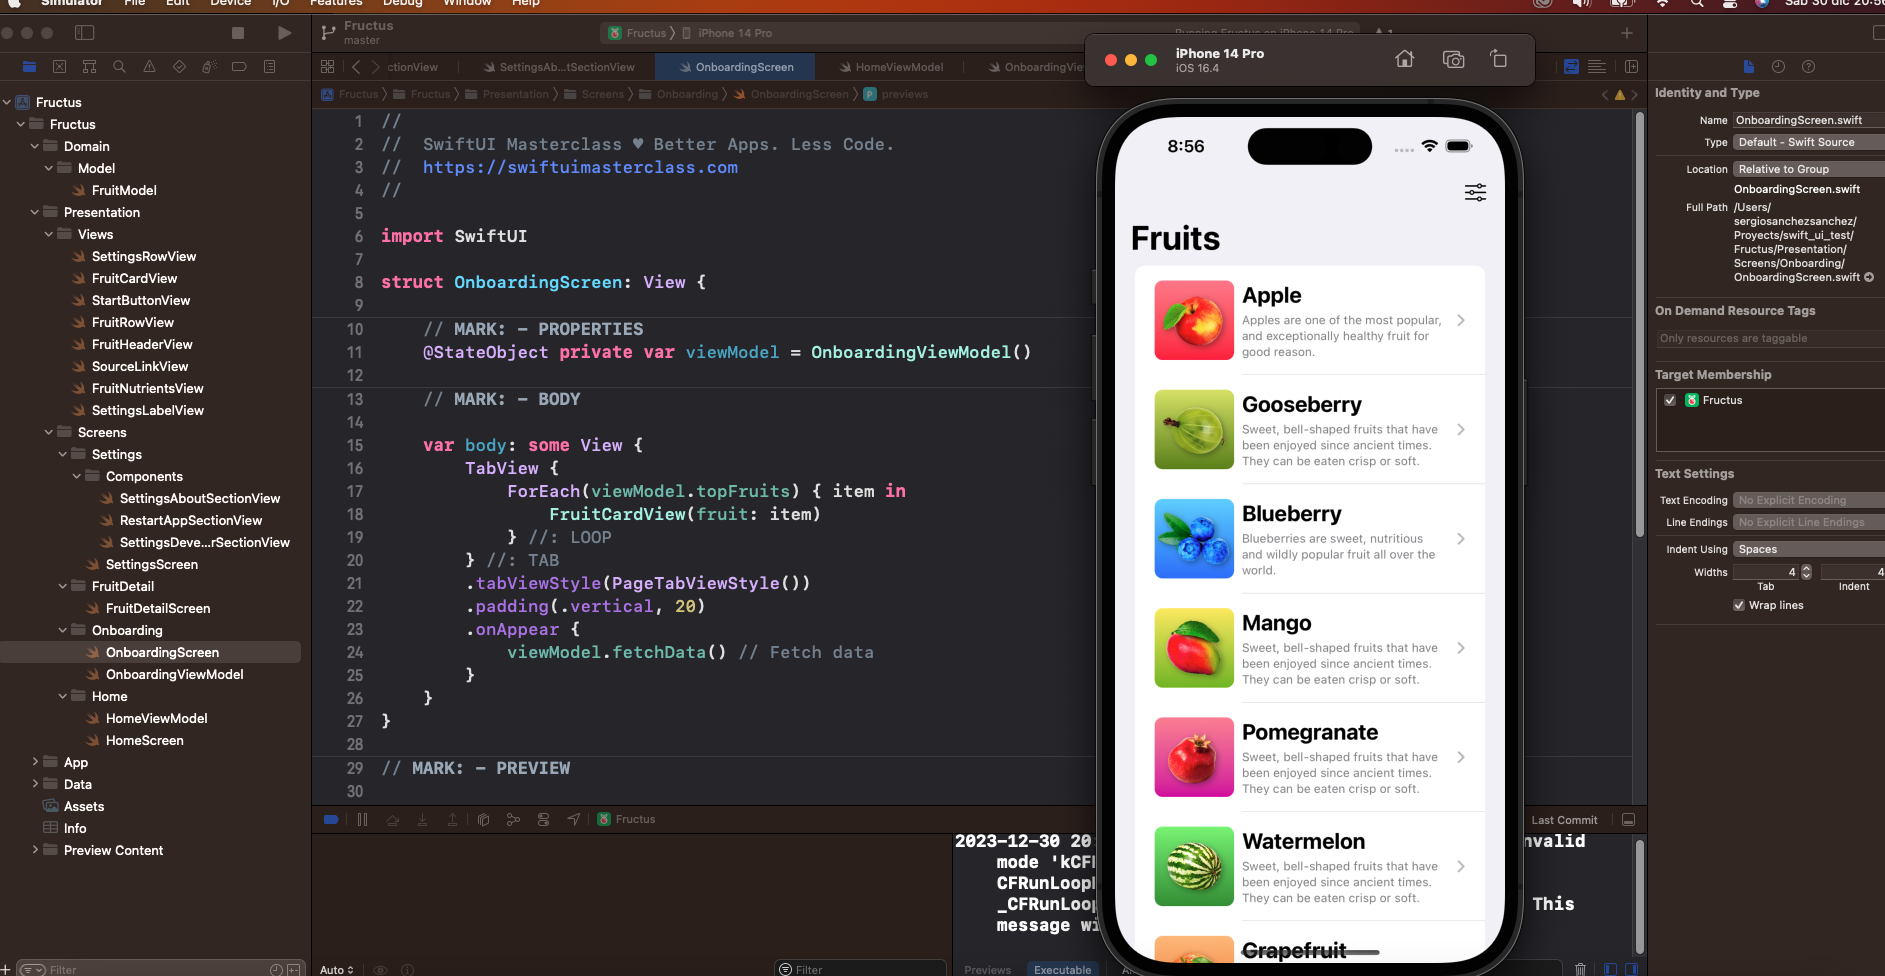 Simulator File Edit Device I/O Features Debug Window Help
Sáb 30 dic 20:56
Fructus
master
Fructus
iPhone 14 Pro
Running Fructus on iPhone 14 Pro
1
ctionView
SettingsAb...tSectionView
OnboardingScreen
HomeViewModel
OnboardingVie
Fructus
Fructus
Presentation
Screens
Onboarding
OnboardingScreen
previews
Fructus
Fructus
Domain
Model
FruitModel
Presentation
Views
SettingsRowView
FruitCardView
StartButtonView
FruitRowView
FruitHeaderView
SourceLinkView
FruitNutrientsView
SettingsLabelView
Screens
Settings
Components
SettingsAboutSectionView
RestartAppSectionView
SettingsDeve...rSectionView
SettingsScreen
FruitDetail
FruitDetailScreen
Onboarding
OnboardingScreen
OnboardingViewModel
Home
HomeViewModel
HomeScreen
App
Data
Assets
Info
Preview Content
Filter
1 //
2 //  SwiftUI Masterclass ♥ Better Apps. Less Code.
3 //  https://swiftuimasterclass.com
4 //
5
6 import SwiftUI
7
8 struct OnboardingScreen: View {
9
10     // MARK: - PROPERTIES
11     @StateObject private var viewModel = OnboardingViewModel()
12
13     // MARK: - BODY
14
15     var body: some View {
16         TabView {
17             ForEach(viewModel.topFruits) { item in
18                 FruitCardView(fruit: item)
19             } //: LOOP
20         } //: TAB
21         .tabViewStyle(PageTabViewStyle())
22         .padding(.vertical, 20)
23         .onAppear {
24             viewModel.fetchData() // Fetch data
25         }
26     }
27 }
28
29 // MARK: - PREVIEW
30
Fructus
Last Commit
2023-12-30 20
nvalid
mode 'kCF
CFRunLoop
_CFRunLoo
This
message wi
Auto
Filter
Previews
Executable
iPhone 14 Pro
iOS 16.4
8:56
Fruits
Apple
Apples are one of the most popular,
and exceptionally healthy fruit for
good reason.
Gooseberry
Sweet, bell-shaped fruits that have
been enjoyed since ancient times.
They can be eaten crisp or soft.
Blueberry
Blueberries are sweet, nutritious
and wildly popular fruit all over the
world.
Mango
Sweet, bell-shaped fruits that have
been enjoyed since ancient times.
They can be eaten crisp or soft.
Pomegranate
Sweet, bell-shaped fruits that have
been enjoyed since ancient times.
They can be eaten crisp or soft.
Watermelon
Sweet, bell-shaped fruits that have
been enjoyed since ancient times.
They can be eaten crisp or soft.
Grapefruit
Identity and Type
Name OnboardingScreen.swift
Type Default - Swift Source
Location Relative to Group
OnboardingScreen.swift
Full Path /Users/
sergiosanchezsanchez/
Proyects/swift_ui_test/
Fructus/Presentation/
Screens/Onboarding/
OnboardingScreen.swift
On Demand Resource Tags
Only resources are taggable
Target Membership
Fructus
Text Settings
Text Encoding No Explicit Encoding
Line Endings No Explicit Line Endings
Indent Using Spaces
Widths 4 4
Tab Indent
Wrap lines